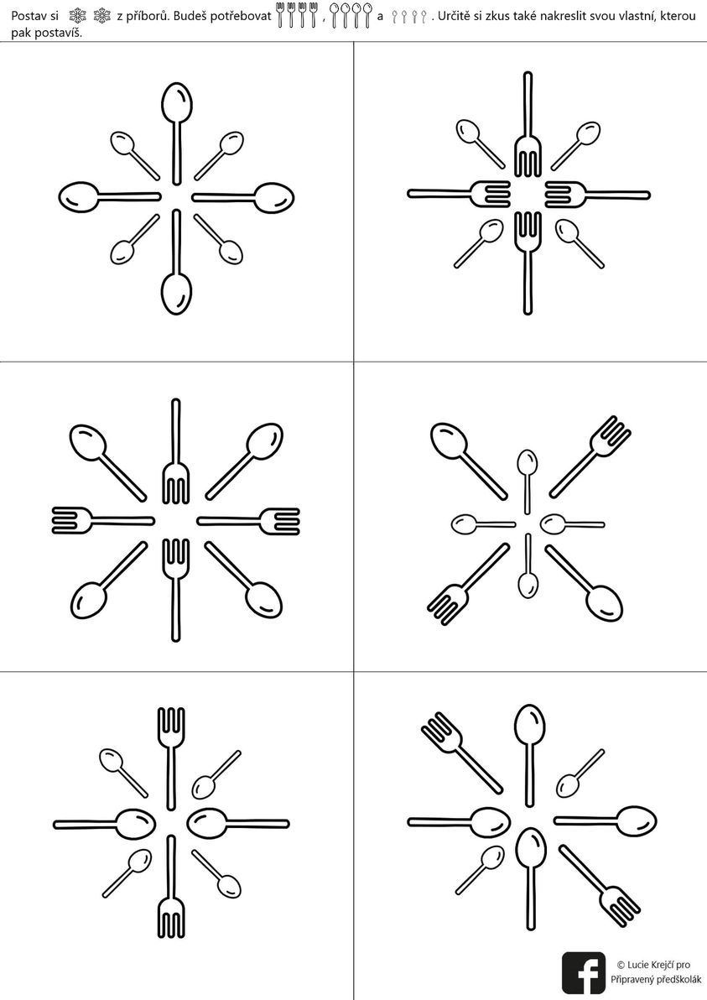 Postav si z příborů. Budeš potřebovat , a . Určitě si zkus také nakreslit svou vlastní, kterou
pak postavíš.
© Lucie Krejčí pro
Připravený předškolák